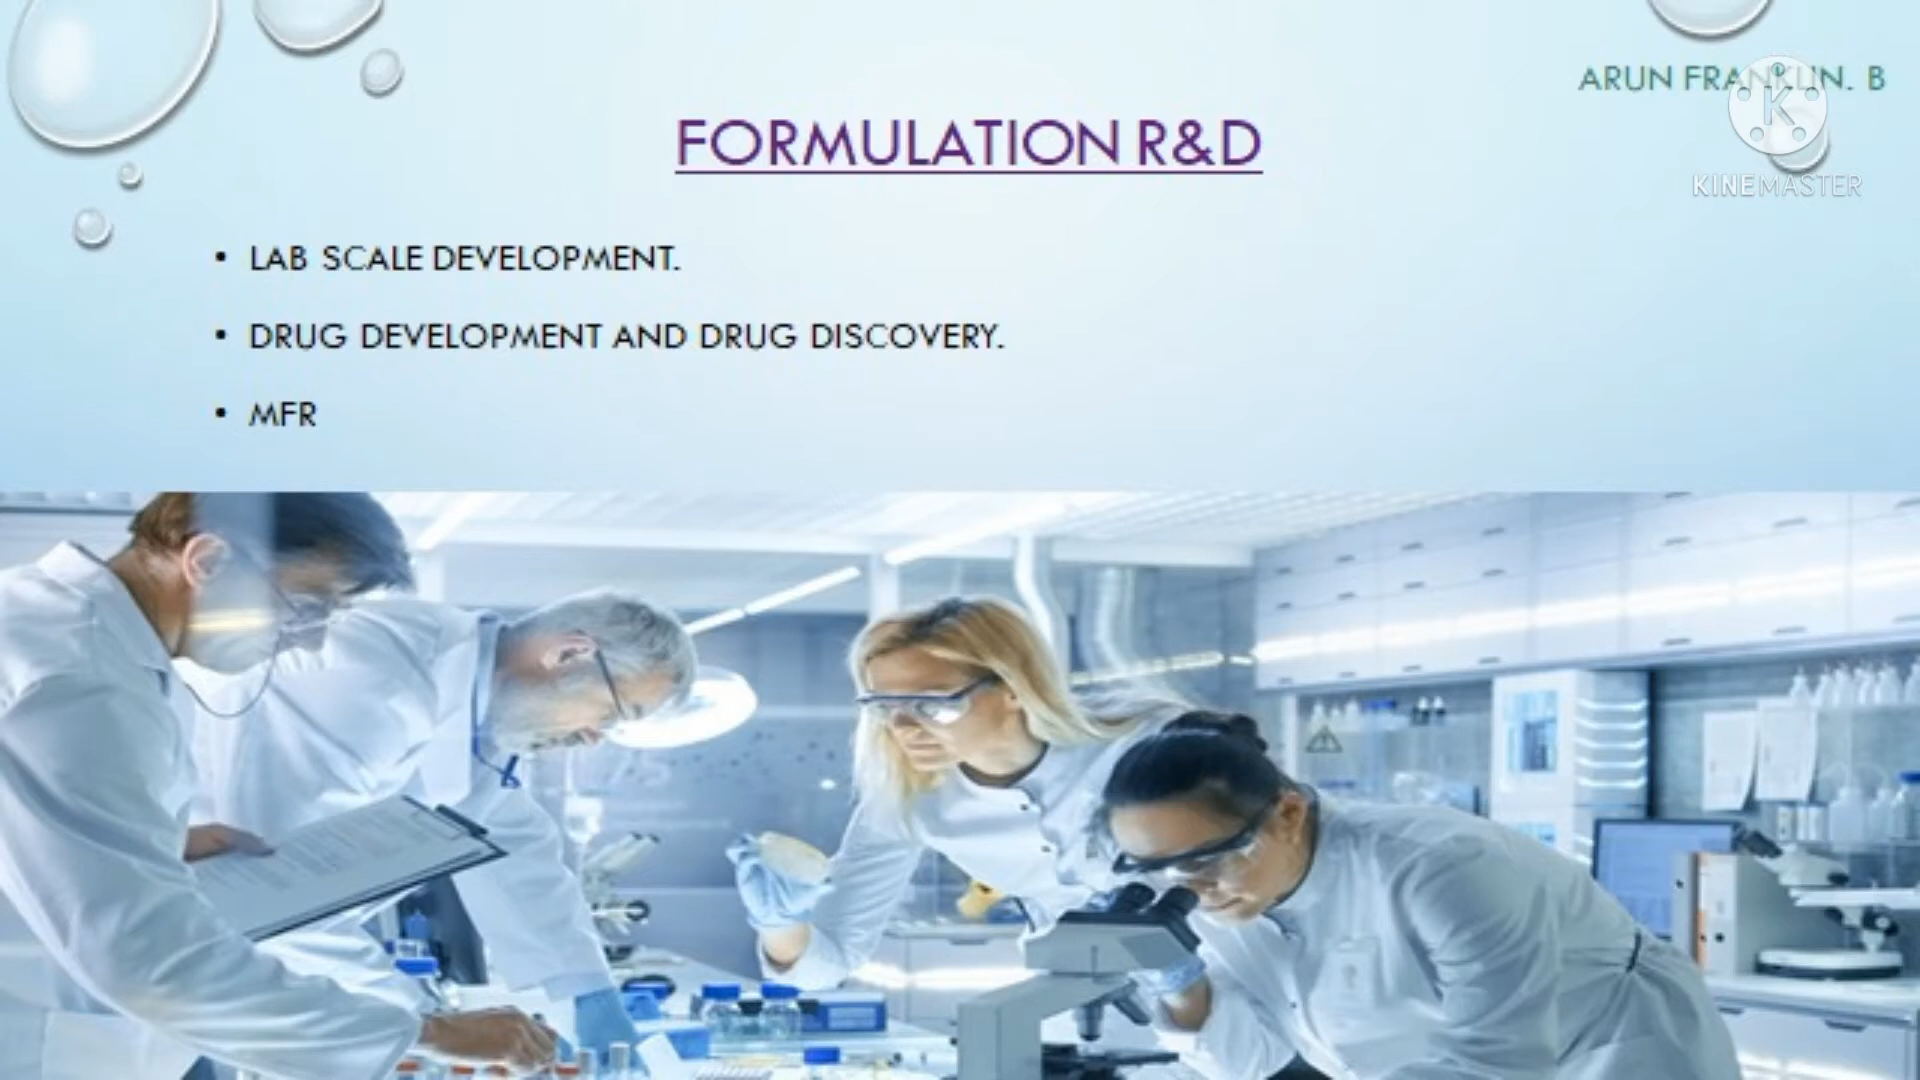 ARUN FRANKLIN. B
KINEMASTER
FORMULATION R&D
• LAB SCALE DEVELOPMENT.
• DRUG DEVELOPMENT AND DRUG DISCOVERY.
• MFR